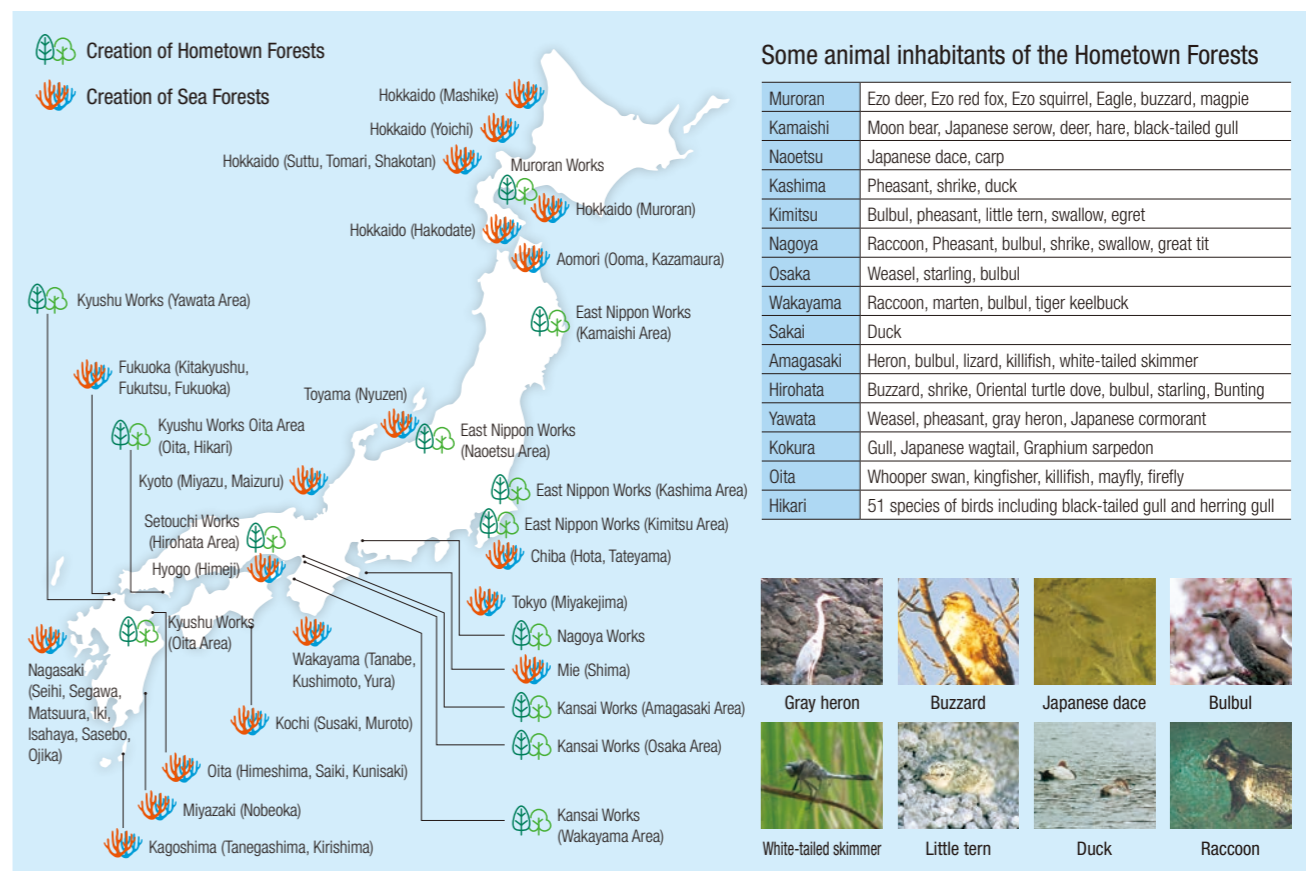 Creation of Hometown Forests
Creation of Sea Forests
Hokkaido (Mashike)
Hokkaido (Yoichi)
Hokkaido (Suttu, Tomari, Shakotan)
Muroran Works
Hokkaido (Muroran)
Hokkaido (Hakodate)
Aomori (Ooma, Kazamaura)
Kyushu Works (Yawata Area)
East Nippon Works
(Kamaishi Area)
Fukuoka (Kitakyushu,
Fukutsu, Fukuoka)
Toyama (Nyuzen)
Kyushu Works Oita Area
(Oita, Hikari)
East Nippon Works
(Naoetsu Area)
Kyoto (Miyazu, Maizuru)
East Nippon Works (Kashima Area)
Setouchi Works
(Hirohata Area)
East Nippon Works (Kimitsu Area)
Hyogo (Himeji)
Chiba (Hota, Tateyama)
Tokyo (Miyakejima)
Kyushu Works
(Oita Area)
Nagoya Works
Nagasaki
(Seihi, Segawa,
Matsuura, Iki,
Isahaya, Sasebo,
Ojika)
Wakayama (Tanabe,
Kushimoto, Yura)
Mie (Shima)
Kansai Works (Amagasaki Area)
Kochi (Susaki, Muroto)
Kansai Works (Osaka Area)
Oita (Himeshima, Saiki, Kunisaki)
Miyazaki (Nobeoka)
Kansai Works
(Wakayama Area)
Kagoshima (Tanegashima, Kirishima)
Some animal inhabitants of the Hometown Forests
Muroran Ezo deer, Ezo red fox, Ezo squirrel, Eagle, buzzard, magpie
Kamaishi Moon bear, Japanese serow, deer, hare, black-tailed gull
Naoetsu Japanese dace, carp
Kashima Pheasant, shrike, duck
Kimitsu Bulbul, pheasant, little tern, swallow, egret
Nagoya Raccoon, Pheasant, bulbul, shrike, swallow, great tit
Osaka Weasel, starling, bulbul
Wakayama Raccoon, marten, bulbul, tiger keelbuck
Sakai Duck
Amagasaki Heron, bulbul, lizard, killifish, white-tailed skimmer
Hirohata Buzzard, shrike, Oriental turtle dove, bulbul, starling, Bunting
Yawata Weasel, pheasant, gray heron, Japanese cormorant
Kokura Gull, Japanese wagtail, Graphium sarpedon
Oita Whooper swan, kingfisher, killifish, mayfly, firefly
Hikari 51 species of birds including black-tailed gull and herring gull
Gray heron
Buzzard
Japanese dace
Bulbul
White-tailed skimmer
Little tern
Duck
Raccoon